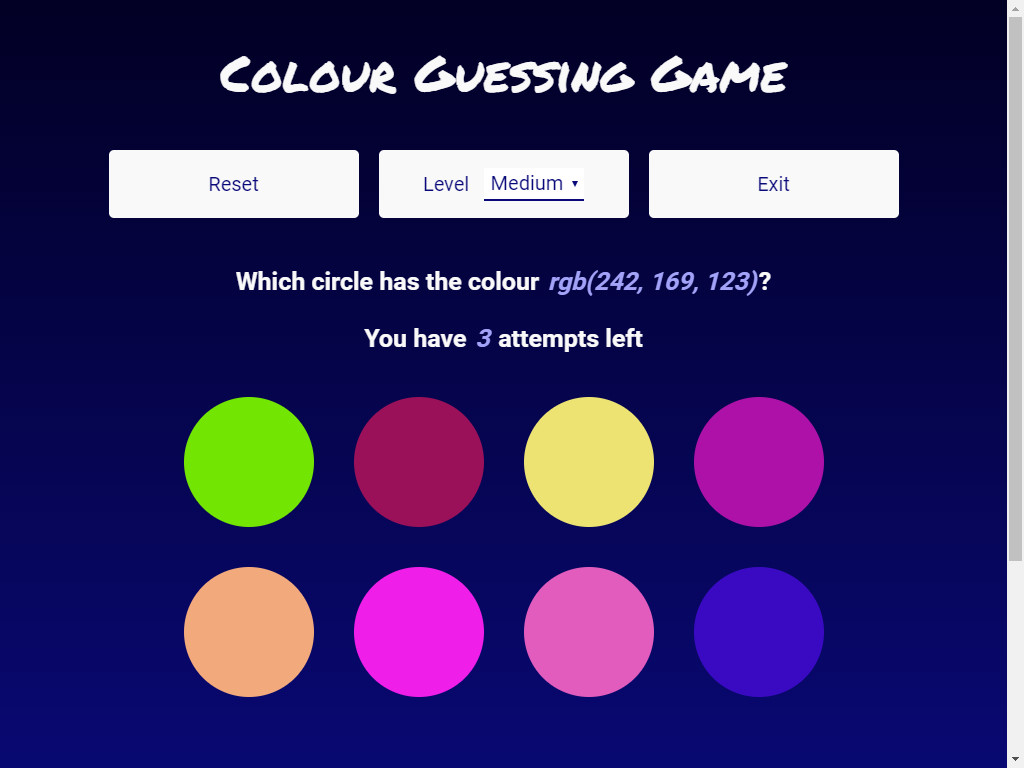 Colour Guessing Game
Reset
Level Medium
Exit
Which circle has the colour rgb(242, 169, 123)?
You have 3 attempts left